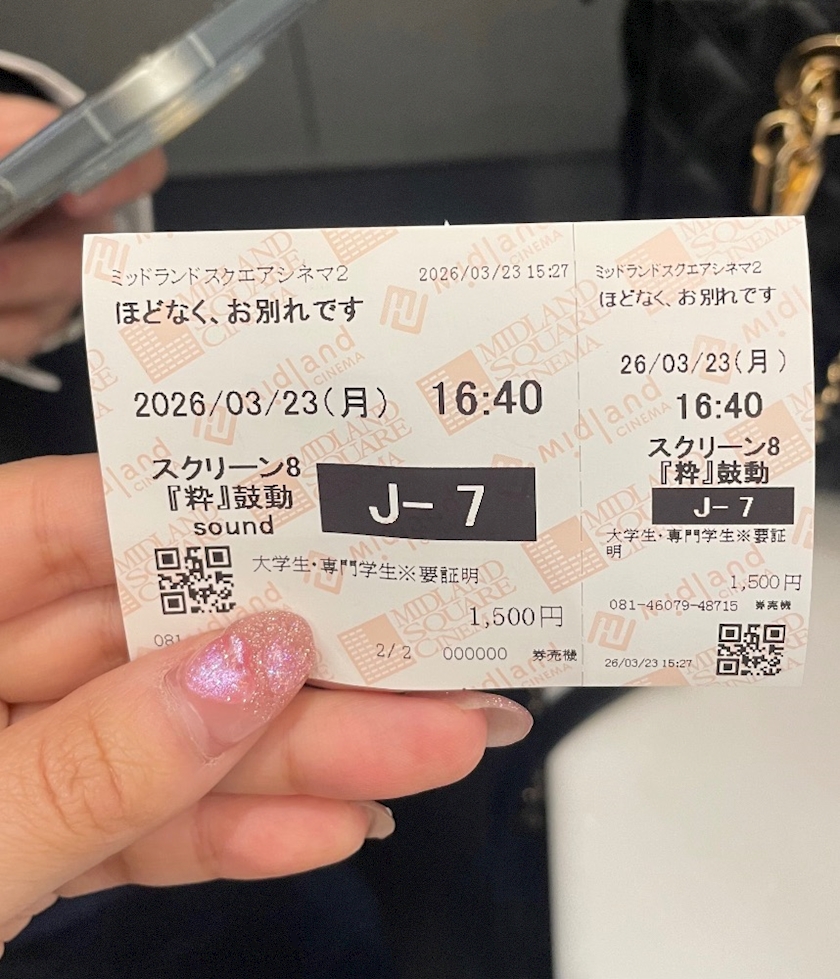 ミッドランドスクエアシネマ2 2026/03/23 15:27
ほどなく、お別れです
2026/03/23(月) 16:40
スクリーン8
『粋』鼓動
sound
J- 7
大学生・専門学生※要証明
1,500円
081
2/2 000000 券売機
ミッドランドスクエアシネマ2
ほどなく、お別れです
26/03/23(月)
16:40
スクリーン8
『粋』鼓動
J- 7
大学生・専門学生※要証
明
1,500円
081-46079-48715 券売機
26/03/23 15:27
midland
CINEMA
MIDLAND
SQUARE
CINEMA